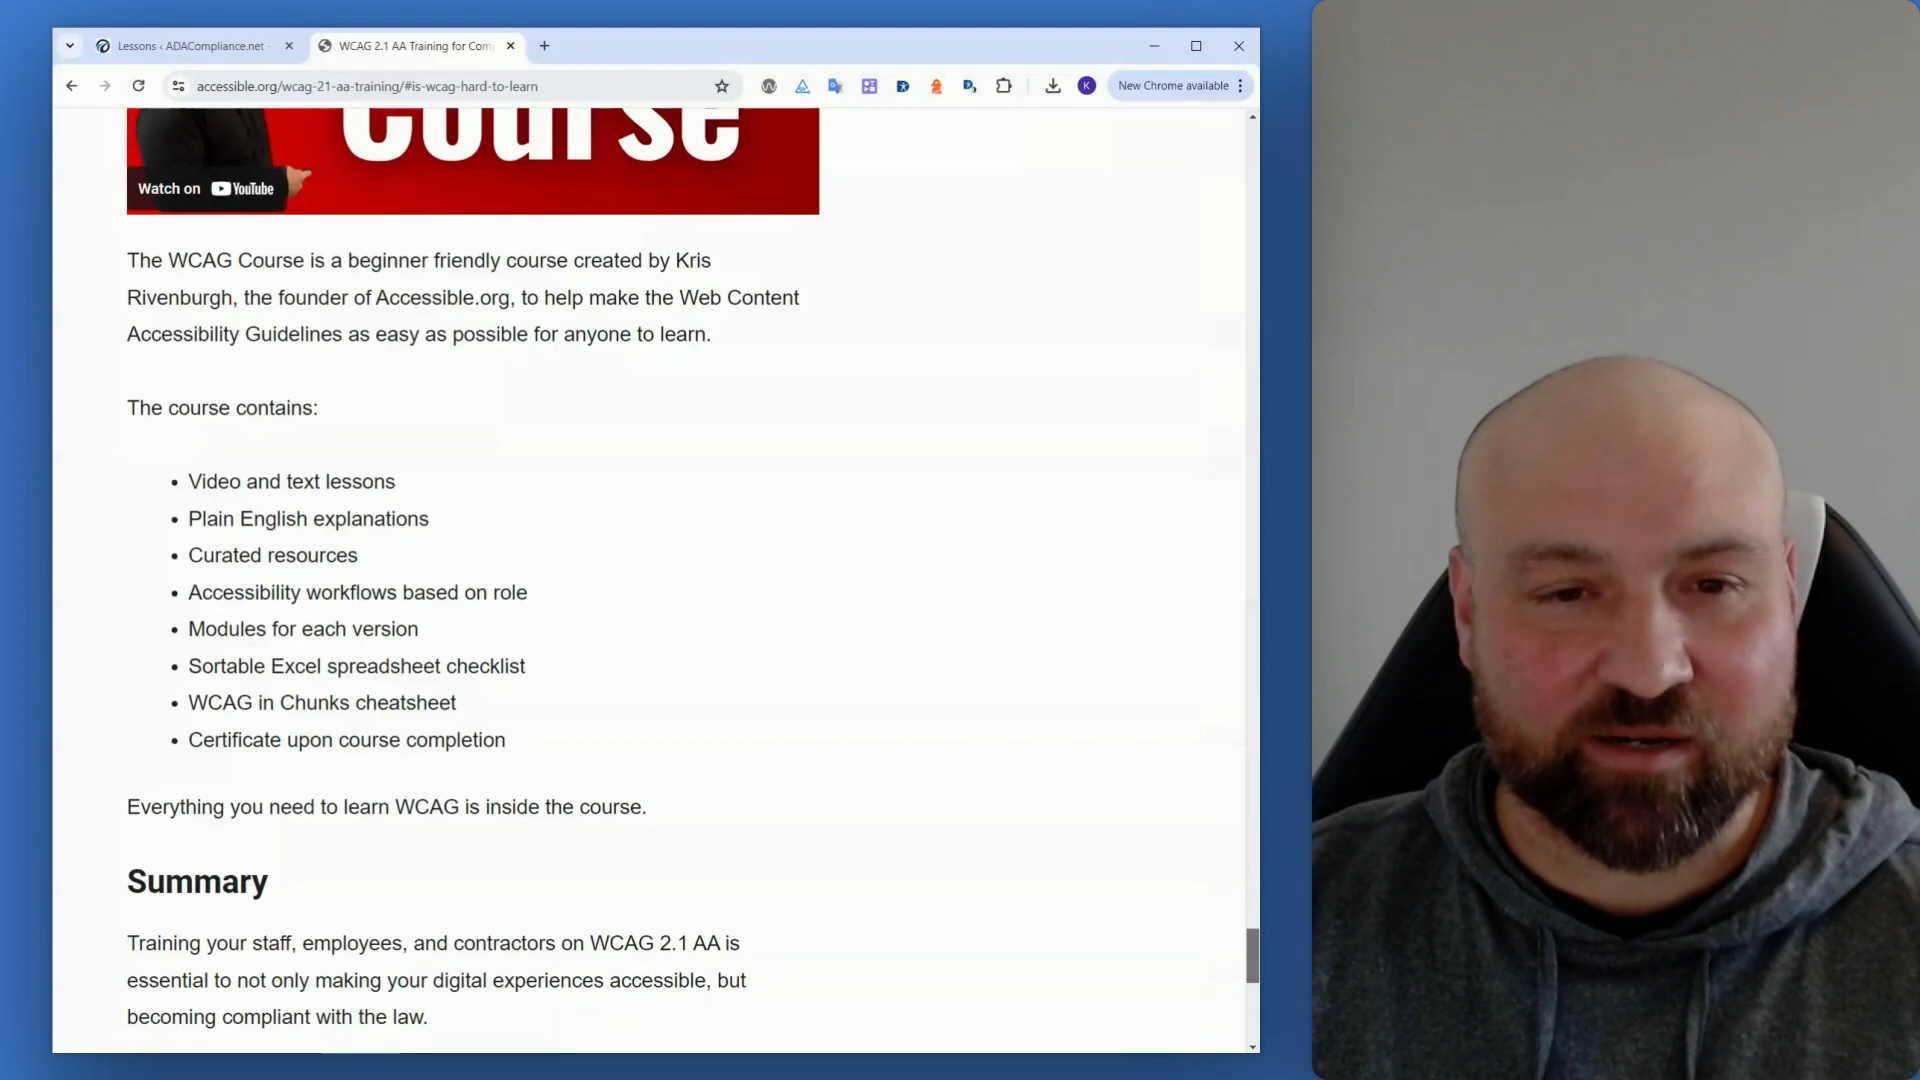 Lessons ‹ ADACompliance.net -
WCAG 2.1 AA Training for Com
accessible.org/wcag-21-aa-training/#is-wcag-hard-to-learn
K
New Chrome available
Course
Watch on YouTube
The WCAG Course is a beginner friendly course created by Kris
Rivenburgh, the founder of Accessible.org, to help make the Web Content
Accessibility Guidelines as easy as possible for anyone to learn.
The course contains:
• Video and text lessons
• Plain English explanations
• Curated resources
• Accessibility workflows based on role
• Modules for each version
• Sortable Excel spreadsheet checklist
• WCAG in Chunks cheatsheet
• Certificate upon course completion
Everything you need to learn WCAG is inside the course.
Summary
Training your staff, employees, and contractors on WCAG 2.1 AA is
essential to not only making your digital experiences accessible, but
becoming compliant with the law.